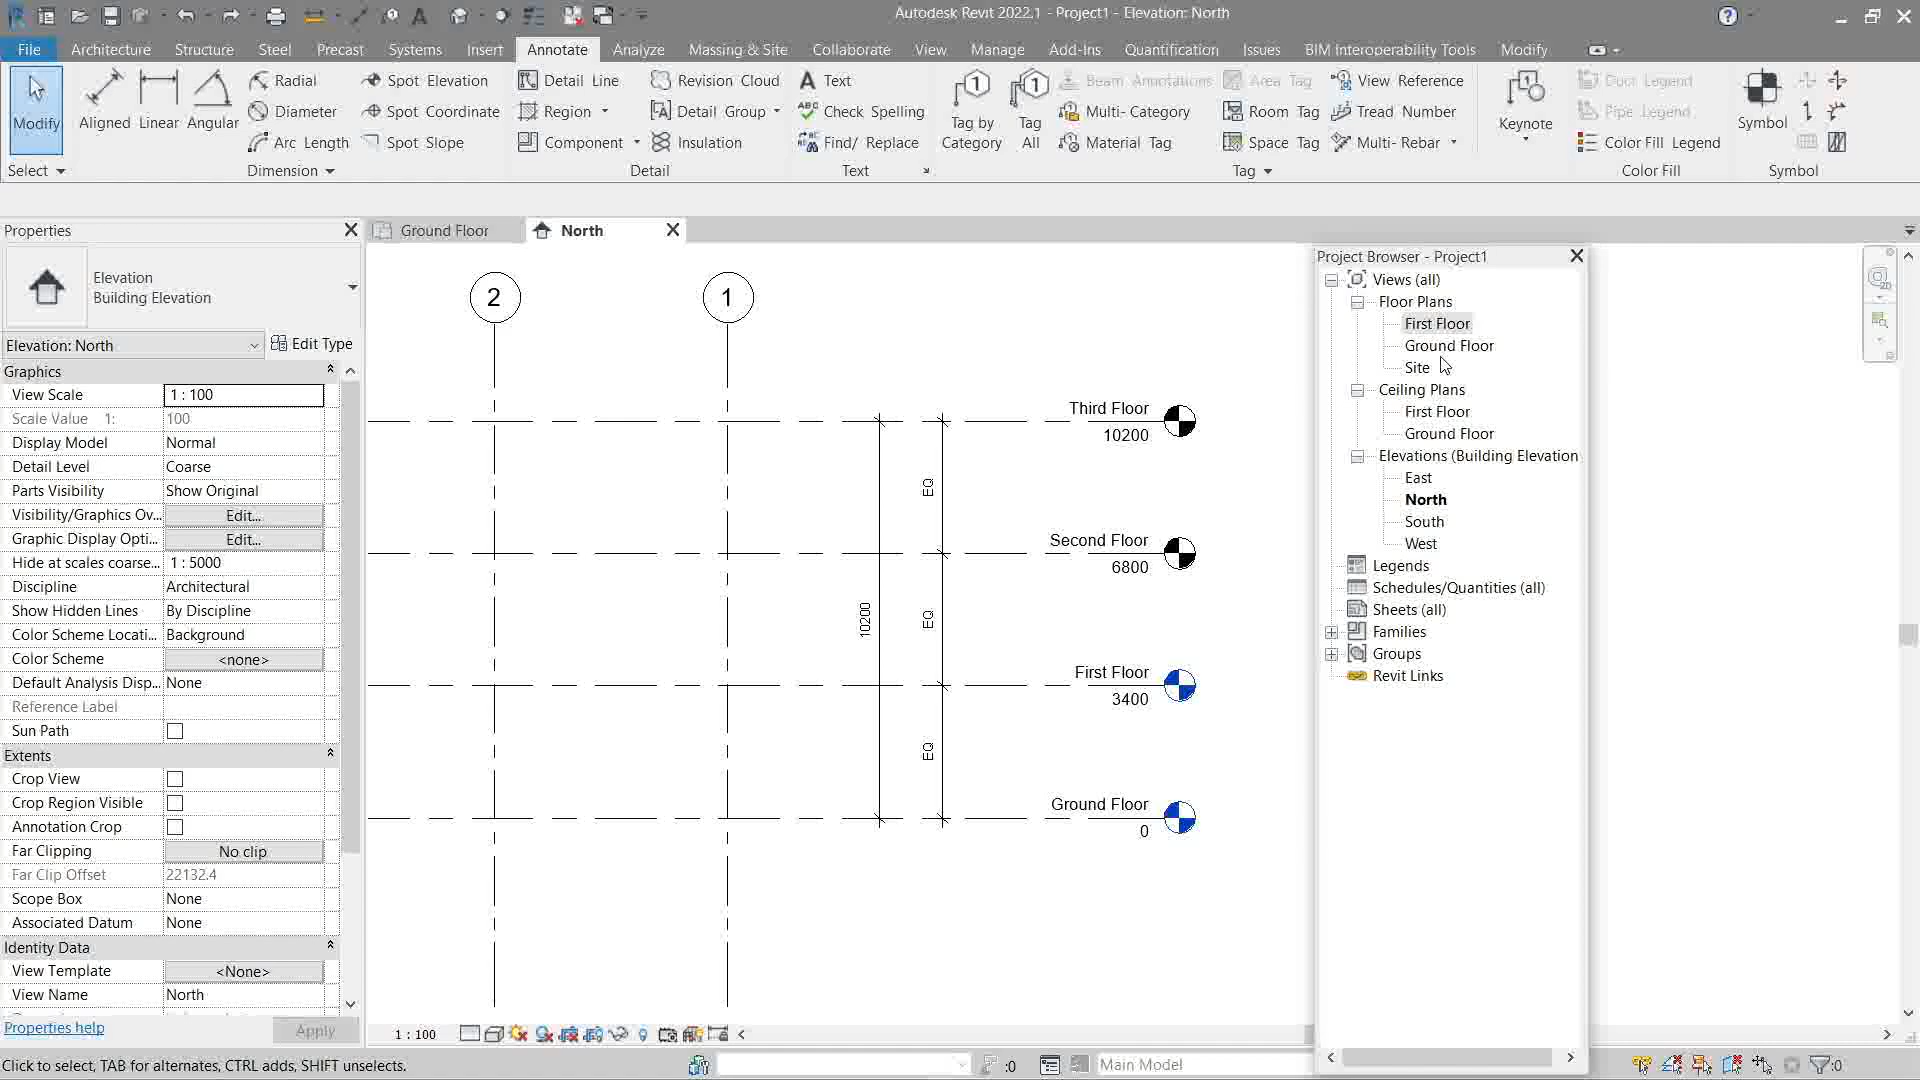 Autodesk Revit 2022.1 - Project1 - Elevation: North
File Architecture Structure Steel Precast Systems Insert Annotate Analyze Massing & Site Collaborate View Manage Add-Ins Quantification Issues BIM Interoperability Tools Modify
Modify
Aligned Linear Angular
Radial
Diameter
Arc Length
Spot Elevation
Spot Coordinate
Spot Slope
Detail Line
Region
Component
Revision Cloud
Detail Group
Insulation
A Text
ABC Check Spelling
Find/ Replace
Tag by
Category
Tag
All
Beam Annotations
Multi- Category
Material Tag
Area Tag
Room Tag
Space Tag
View Reference
Tread Number
Multi- Rebar
Keynote
Duct Legend
Pipe Legend
Color Fill Legend
Symbol
Select Dimension Detail Text Tag Color Fill Symbol
Properties
Ground Floor North
Elevation
Building Elevation
Elevation: North Edit Type
Graphics
View Scale 1 : 100
Scale Value 1: 100
Display Model Normal
Detail Level Coarse
Parts Visibility Show Original
Visibility/Graphics Ov... Edit...
Graphic Display Opti... Edit...
Hide at scales coarse... 1 : 5000
Discipline Architectural
Show Hidden Lines By Discipline
Color Scheme Locati... Background
Color Scheme <none>
Default Analysis Disp... None
Reference Label
Sun Path
Extents
Crop View
Crop Region Visible
Annotation Crop
Far Clipping No clip
Far Clip Offset 22132.4
Scope Box None
Associated Datum None
Identity Data
View Template <None>
View Name North
Properties help Apply
2 1
Third Floor
10200
EQ
Second Floor
6800
10200
EQ
First Floor
3400
EQ
Ground Floor
0
Project Browser - Project1
Views (all)
Floor Plans
First Floor
Ground Floor
Site
Ceiling Plans
First Floor
Ground Floor
Elevations (Building Elevation
East
North
South
West
Legends
Schedules/Quantities (all)
Sheets (all)
Families
Groups
Revit Links
1 : 100
Click to select, TAB for alternates, CTRL adds, SHIFT unselects.
:0
Main Model
:0